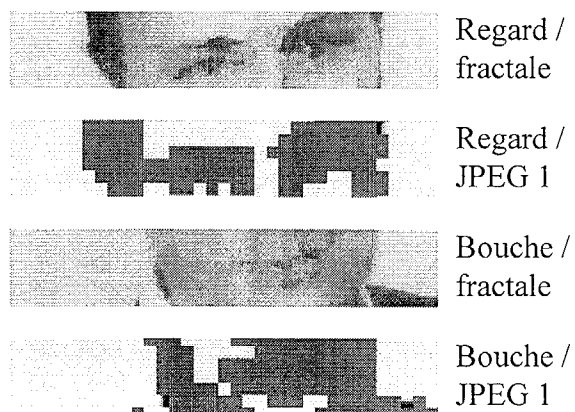 Regard /
fractale
Regard /
JPEG 1
Bouche /
fractale
Bouche /
JPEG 1